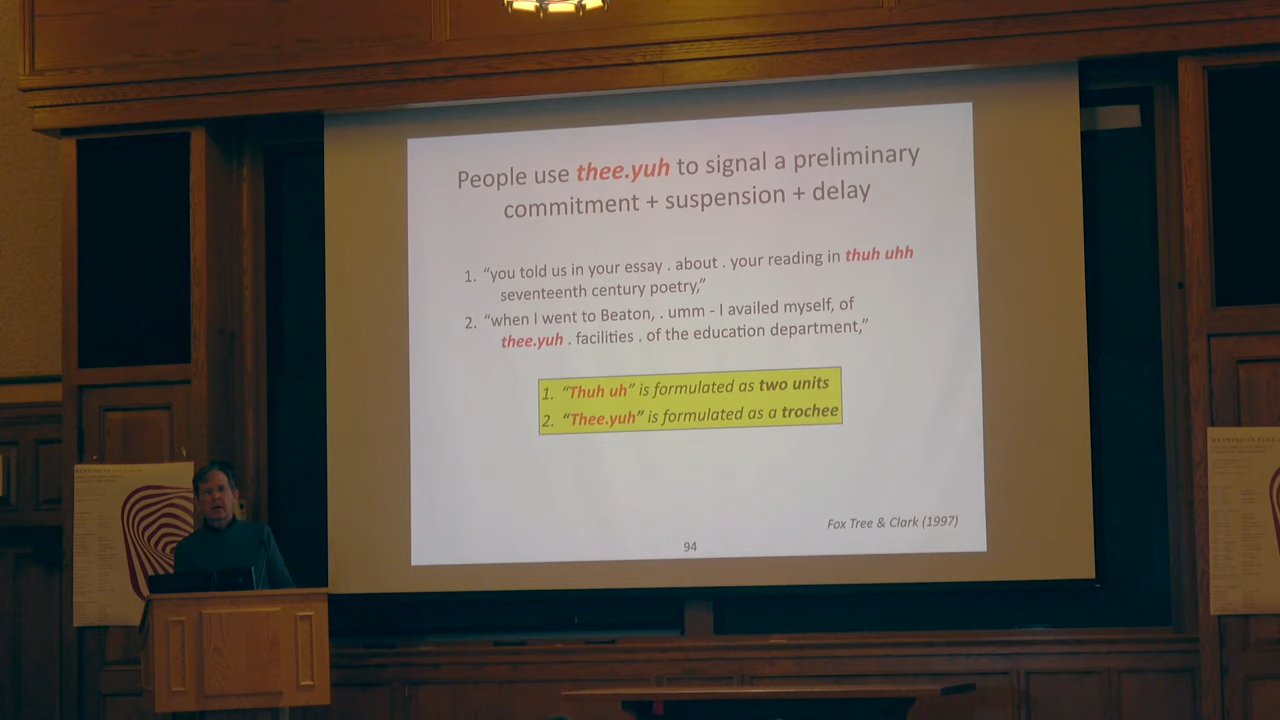 People use thee.yuh to signal a preliminary
commitment + suspension + delay
1. “you told us in your essay . about . your reading in thuh uhh
seventeenth century poetry,”
2. “when I went to Beaton, . umm - I availed myself, of
thee.yuh . facilities . of the education department,”
1. “Thuh uh” is formulated as two units
2. “Thee.yuh” is formulated as a trochee
Fox Tree & Clark (1997)
94